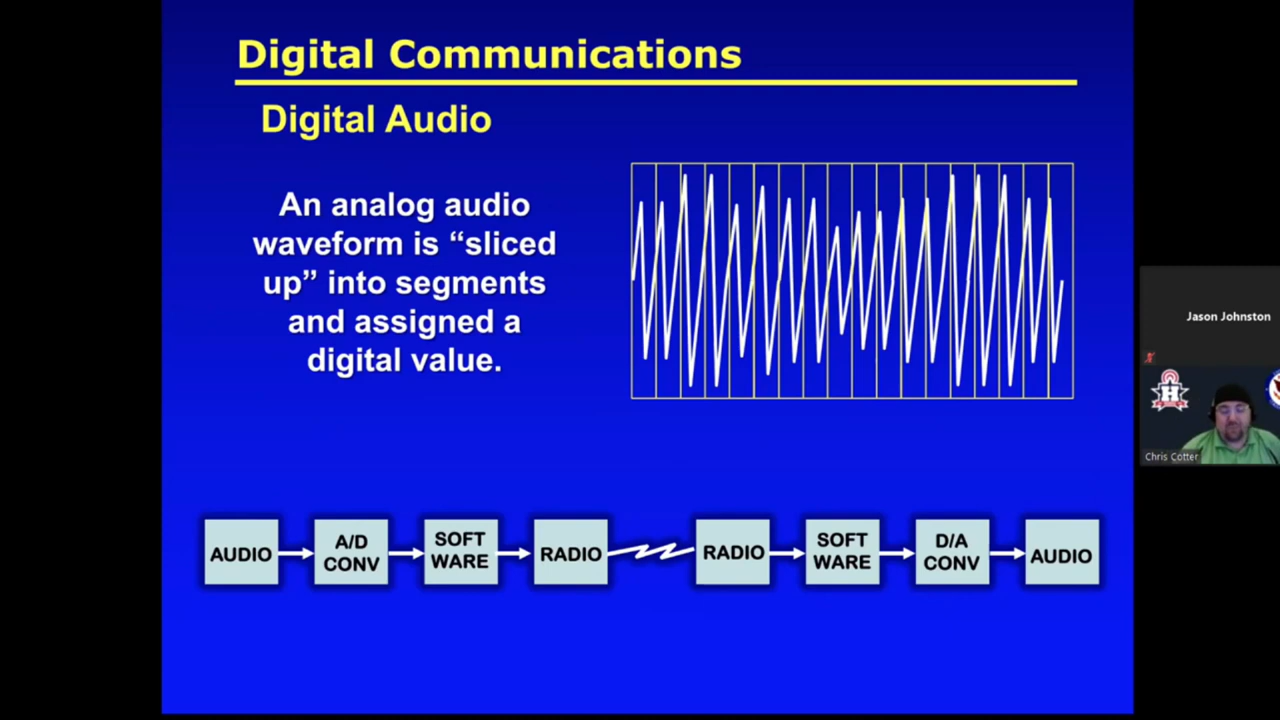 Digital Communications
Digital Audio
An analog audio
waveform is “sliced
up” into segments
and assigned a
digital value.
AUDIO
A/D
CONV
SOFT
WARE
RADIO
RADIO
SOFT
WARE
D/A
CONV
AUDIO
Jason Johnston
H
Chris Cotter